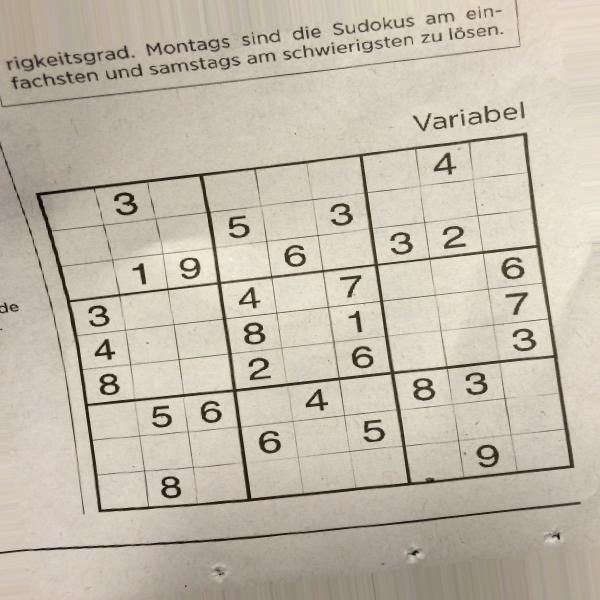 rigkeitsgrad. Montags sind die Sudokus am ein-
fachsten und samstags am schwierigsten zu lösen.
Variabel
3 4
5 3
1 9 6 3 2
de
3 4 7 6
4 8 1 7
8 2 6 3
5 6 4 8 3
6 5
8 9